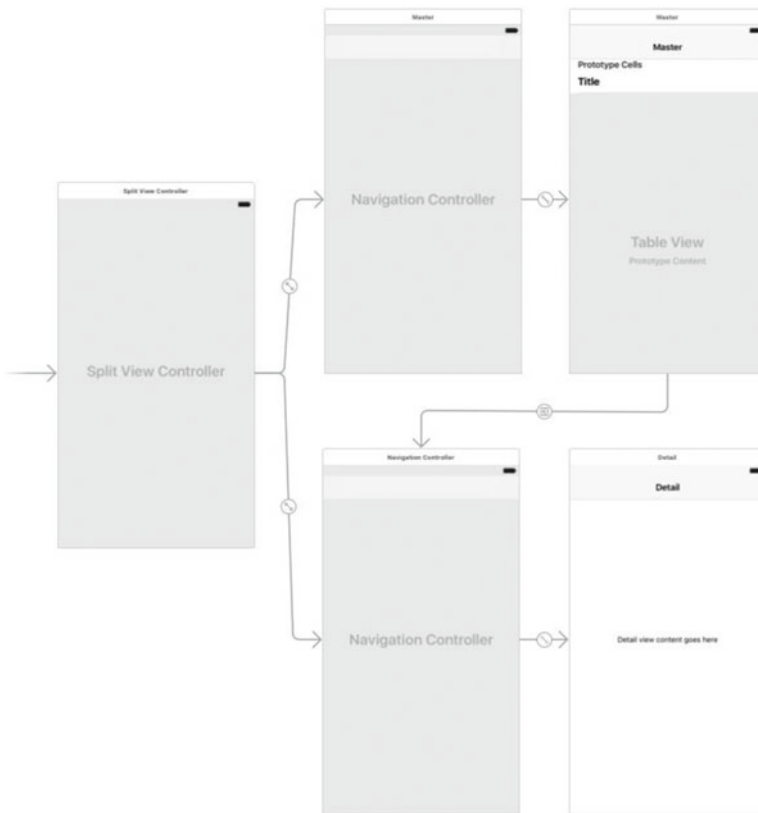 Master
Navigation Controller
Master
Master
Prototype Cells
Title
Table View
Prototype Content
Split View Controller
Split View Controller
Navigation Controller
Navigation Controller
Detail
Detail
Detail view content goes here